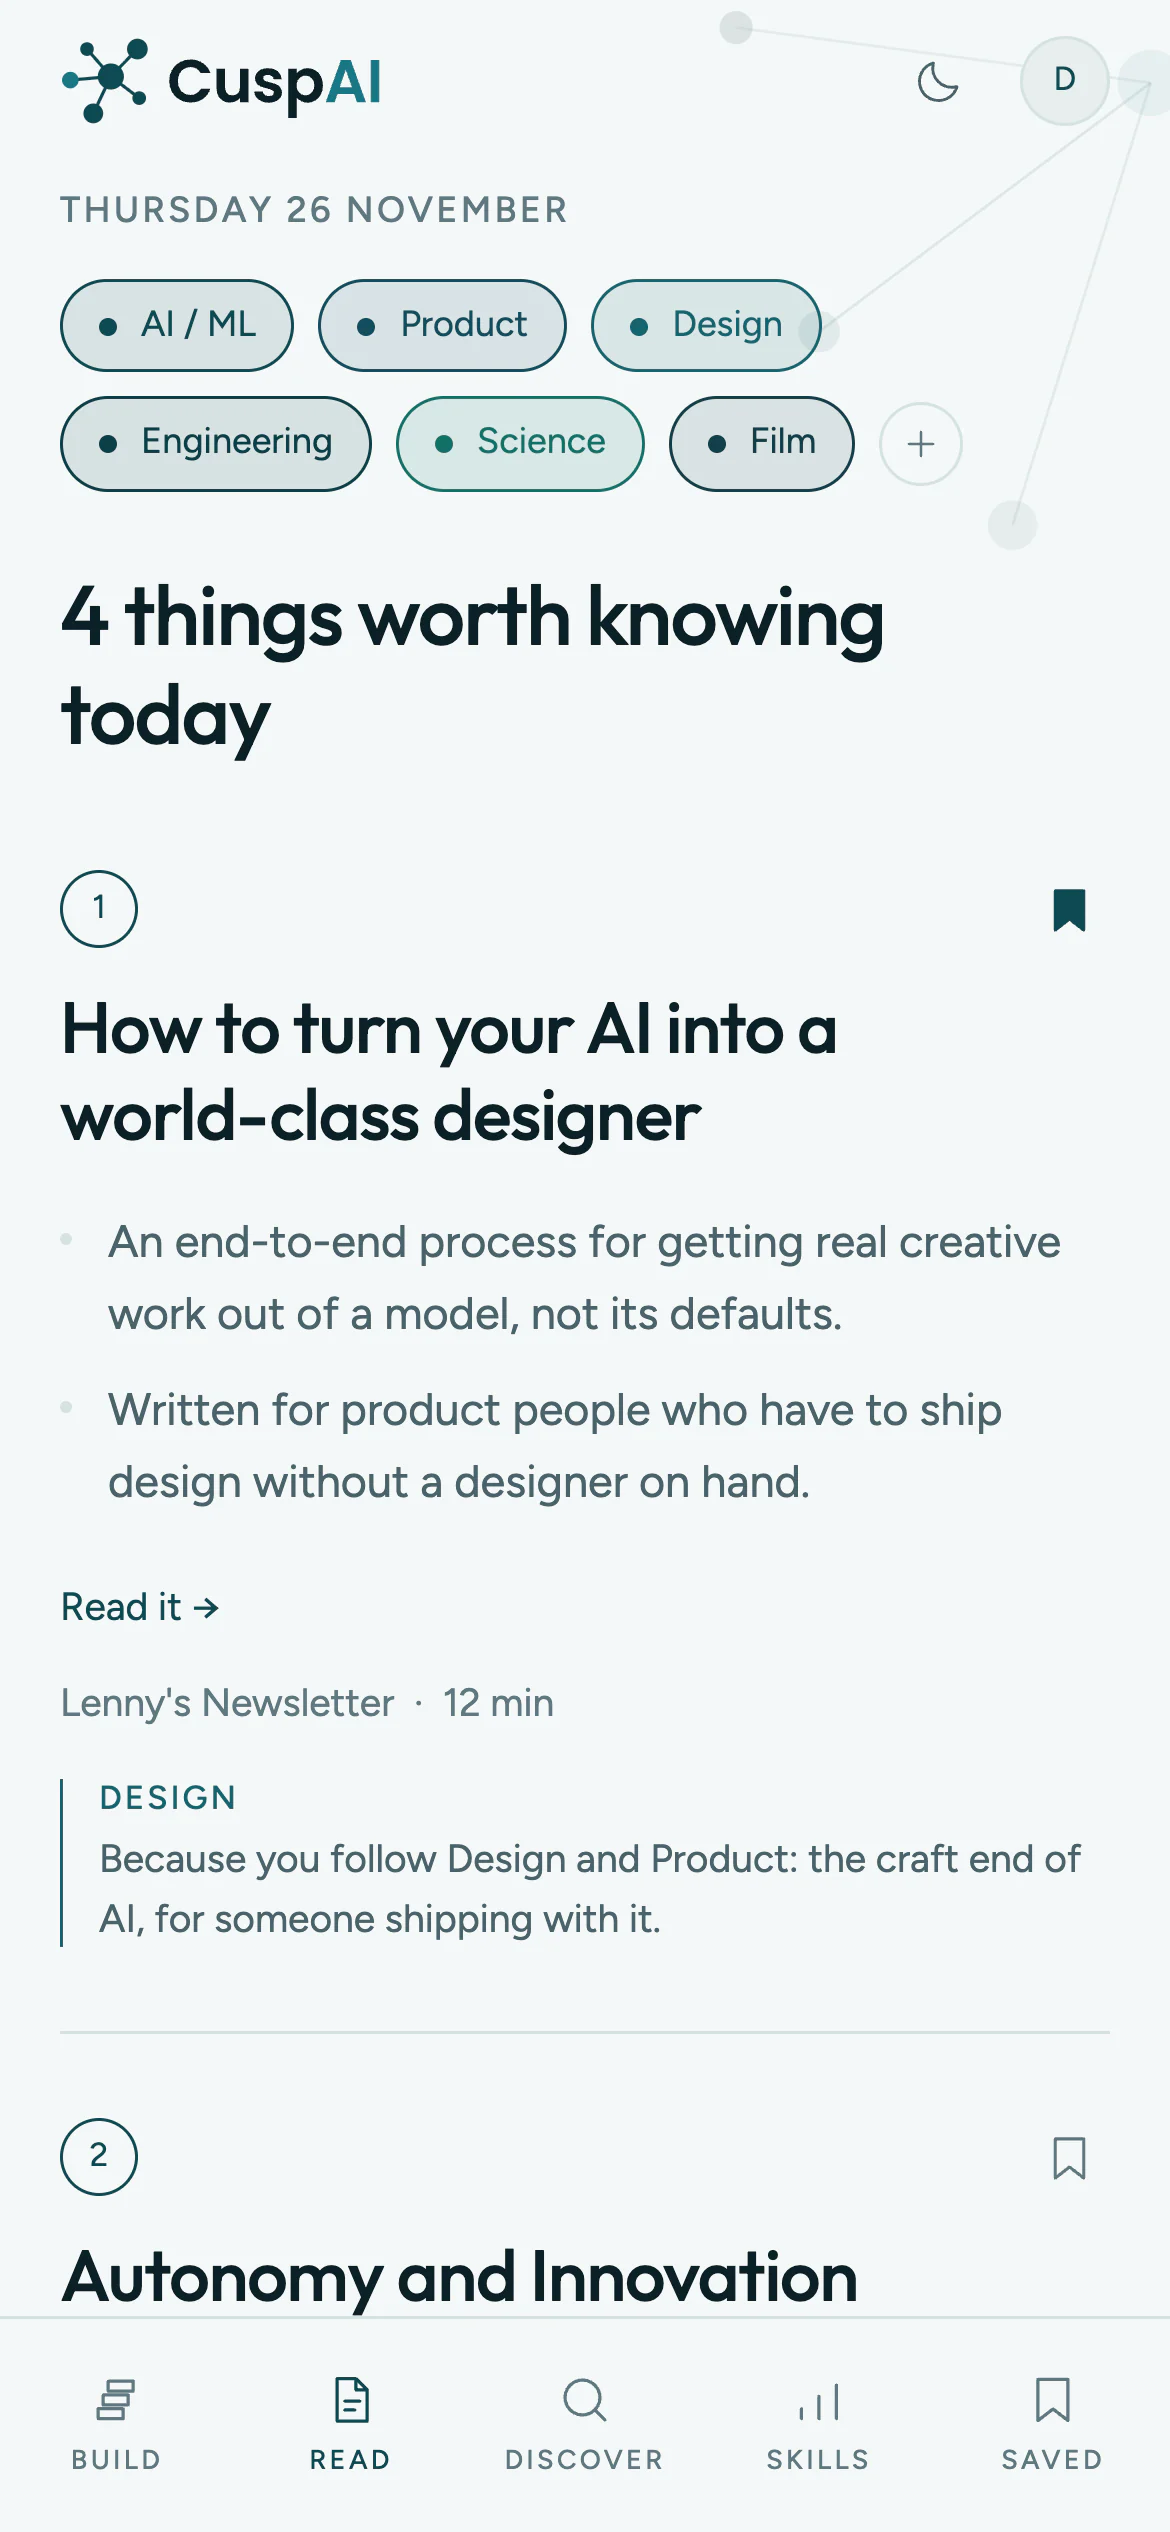 CuspAI
D
THURSDAY 26 NOVEMBER
AI / ML
Product
Design
Engineering
Science
Film
+
4 things worth knowing
today
1
How to turn your AI into a
world-class designer
• An end-to-end process for getting real creative
work out of a model, not its defaults.
• Written for product people who have to ship
design without a designer on hand.
Read it →
Lenny's Newsletter · 12 min
DESIGN
Because you follow Design and Product: the craft end of
AI, for someone shipping with it.
2
Autonomy and Innovation
BUILD
READ
DISCOVER
SKILLS
SAVED